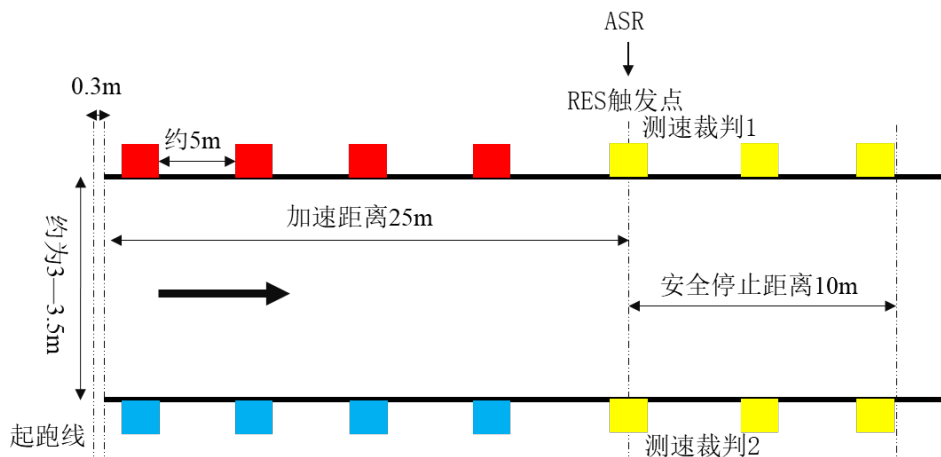 ASR
0.3m
RES触发点
测速裁判1
约5m
加速距离25m
约为3—3.5m
安全停止距离10m
起跑线
测速裁判2